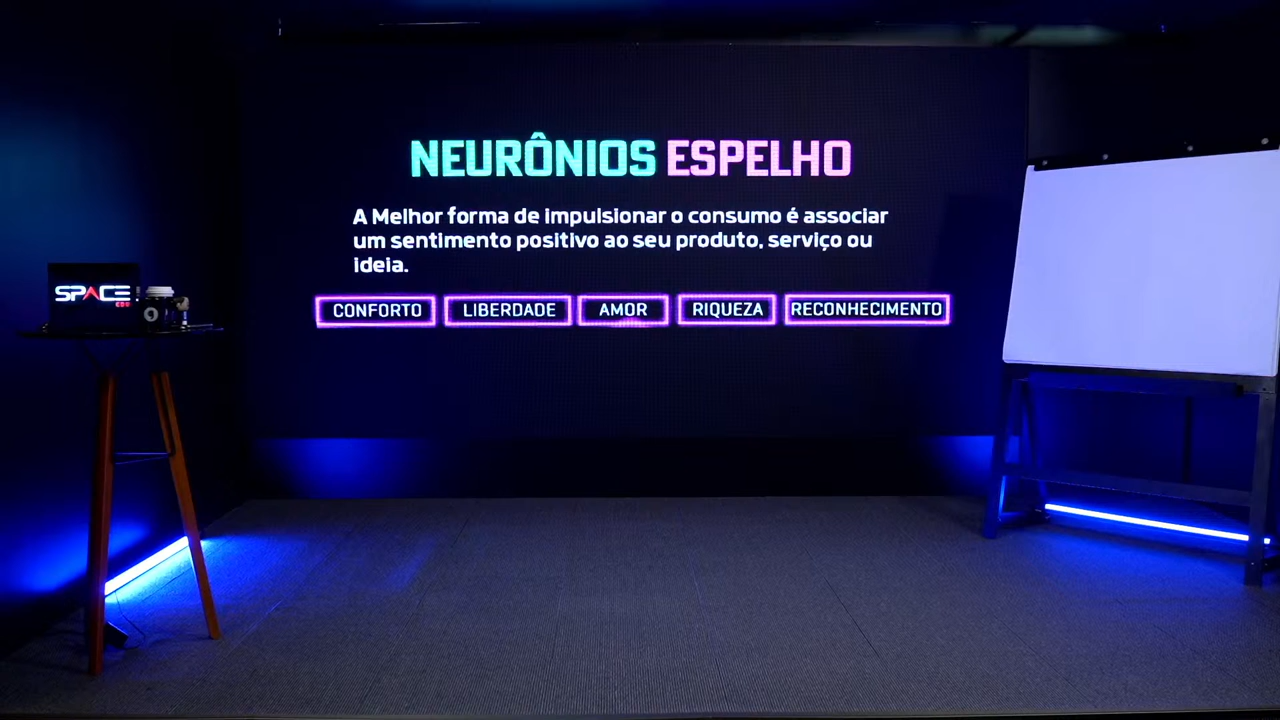 NEURÔNIOS ESPELHO
A Melhor forma de impulsionar o consumo é associar
um sentimento positivo ao seu produto, serviço ou
ideia.
CONFORTO LIBERDADE AMOR RIQUEZA RECONHECIMENTO
SPACE
EDU